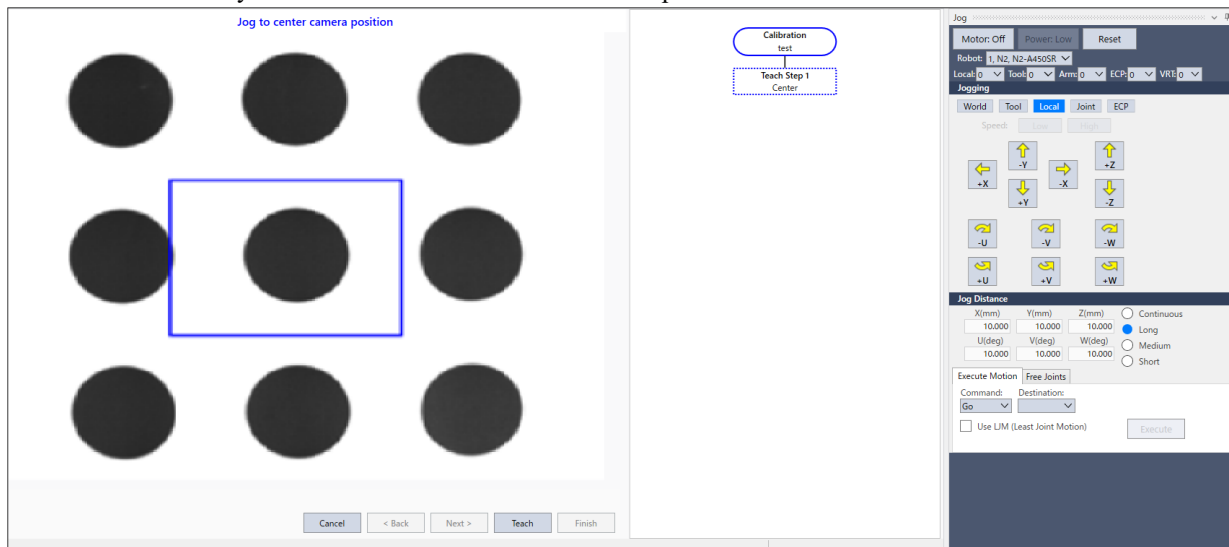 Jog to center camera position
Cancel
< Back
Next >
Teach
Finish
Calibration
test
Teach Step 1
Center
Jog
Motor: Off
Power: Low
Reset
Robot: 1, N2, N2-A450SR
Local: 0 Tool: 0 Arm: 0 ECP: 0 VRT: 0
Jogging
World Tool Local Joint ECP
Speed: Low High
-Y +Z
+X -X
+Y -Z
-U -V -W
+U +V +W
Jog Distance
X(mm) Y(mm) Z(mm) Continuous
10.000 10.000 10.000 Long
U(deg) V(deg) W(deg) Medium
10.000 10.000 10.000 Short
Execute Motion Free Joints
Command: Destination:
Go
Use LJM (Least Joint Motion) Execute